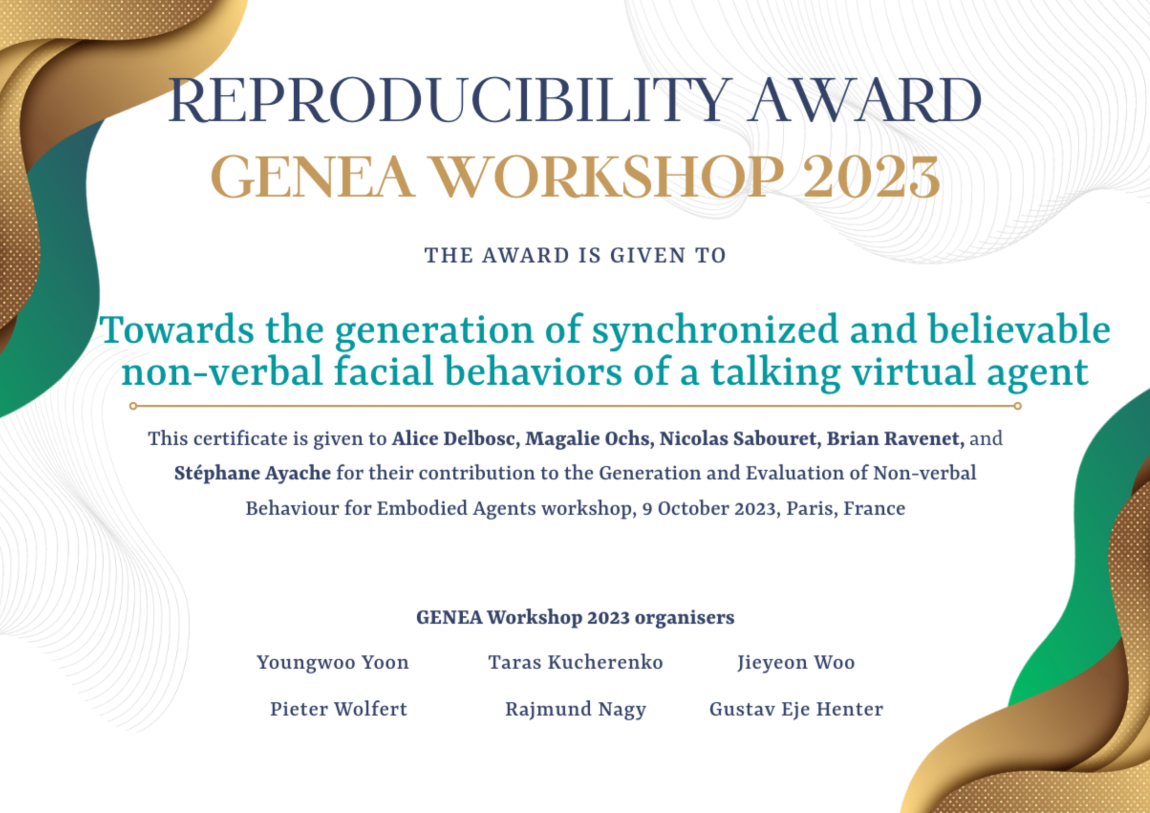 REPRODUCIBILITY AWARD
GENEA WORKSHOP 2023
THE AWARD IS GIVEN TO
Towards the generation of synchronized and believable
non-verbal facial behaviors of a talking virtual agent
This certificate is given to Alice Delbosc, Magalie Ochs, Nicolas Sabouret, Brian Ravenet, and
Stéphane Ayache for their contribution to the Generation and Evaluation of Non-verbal
Behaviour for Embodied Agents workshop, 9 October 2023, Paris, France
GENEA Workshop 2023 organisers
Youngwoo Yoon Taras Kucherenko Jieyeon Woo
Pieter Wolfert Rajmund Nagy Gustav Eje Henter